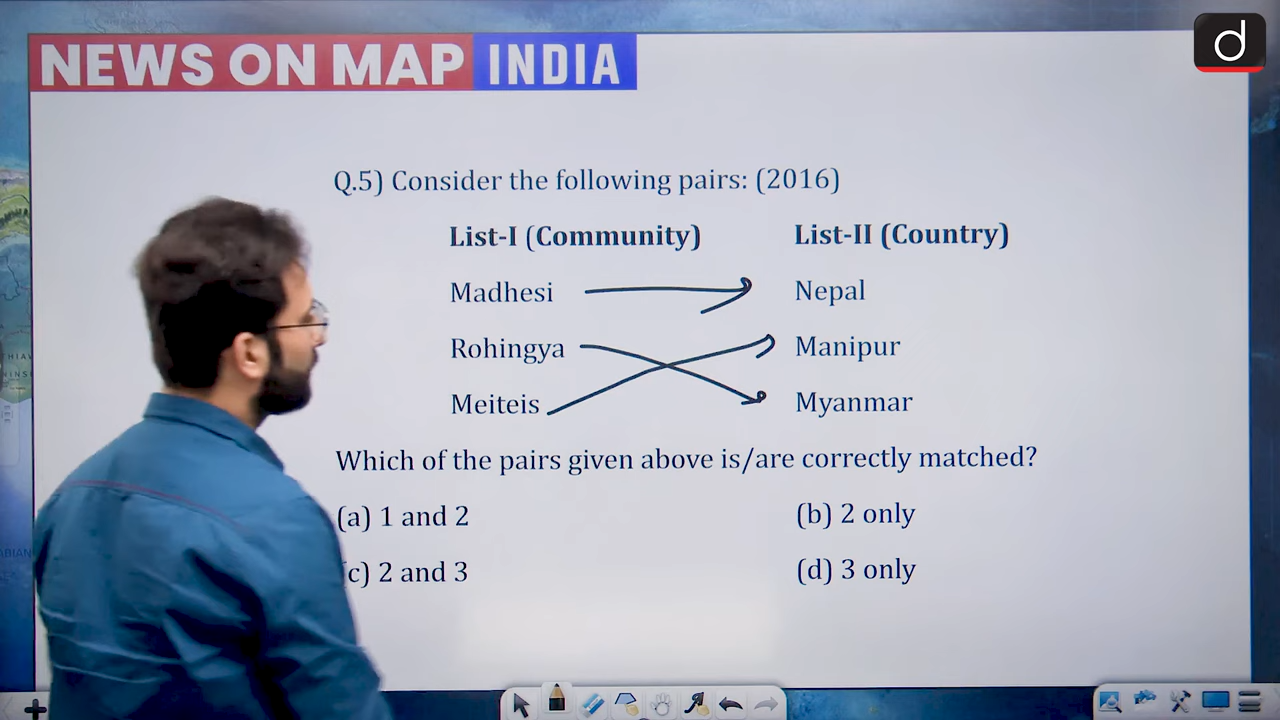 NEWS ON MAP INDIA
d
Q.5) Consider the following pairs: (2016)
List-I (Community) List-II (Country)
Madhesi Nepal
Rohingya Manipur
Meiteis Myanmar
Which of the pairs given above is/are correctly matched?
(a) 1 and 2 (b) 2 only
c) 2 and 3 (d) 3 only